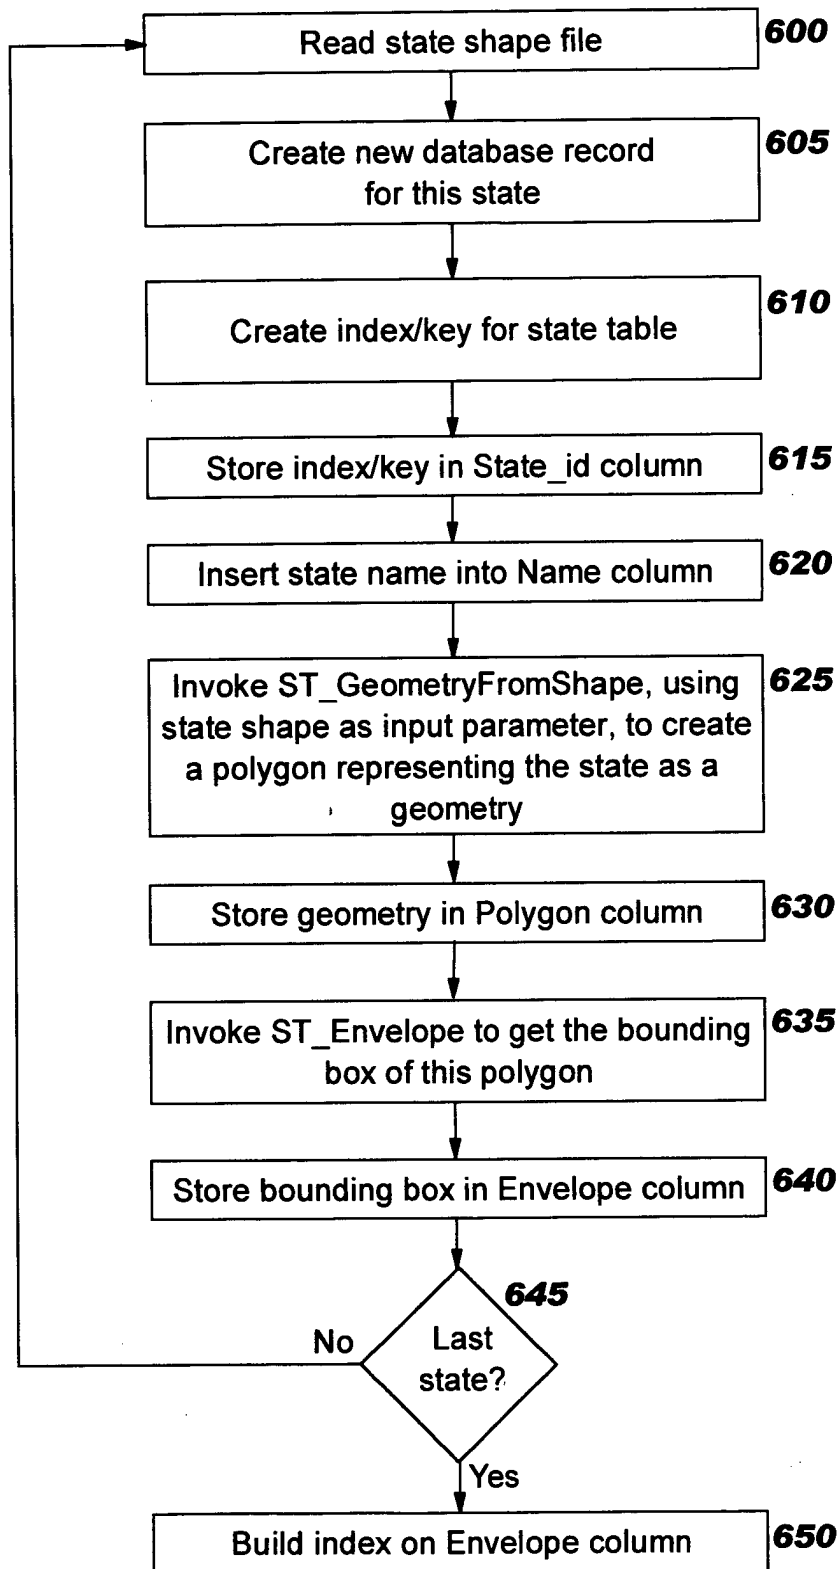 Read state shape file
600
Create new database record
for this state
605
Create index/key for state table
610
Store index/key in State_id column
615
Insert state name into Name column
620
Invoke ST_GeometryFromShape, using
state shape as input parameter, to create
a polygon representing the state as a
geometry
625
Store geometry in Polygon column
630
Invoke ST_Envelope to get the bounding
box of this polygon
635
Store bounding box in Envelope column
640
645
Last
state?
No
Yes
Build index on Envelope column
650